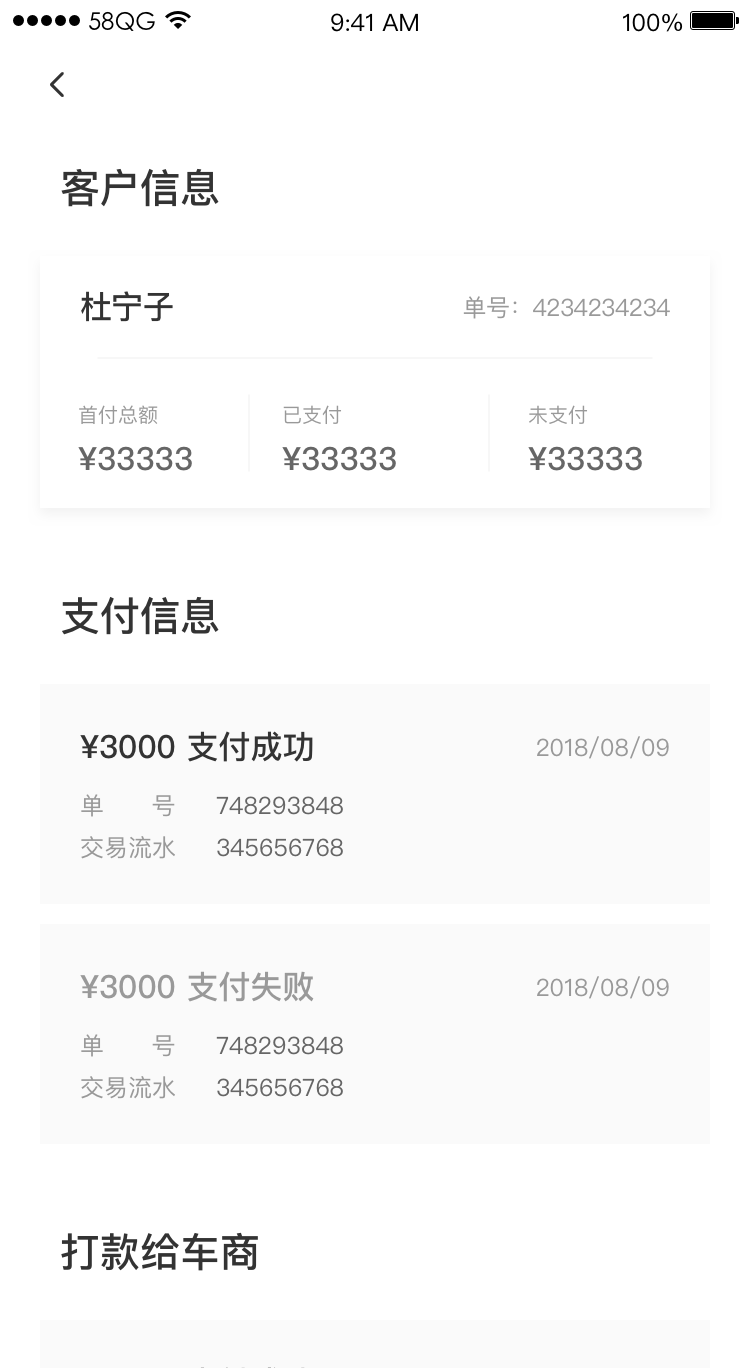 58QG 9:41 AM 100%
客户信息
杜宁子 单号：4234234234
首付总额 已支付 未支付
¥33333 ¥33333 ¥33333
支付信息
¥3000 支付成功 2018/08/09
单 号 748293848
交易流水 345656768
¥3000 支付失败 2018/08/09
单 号 748293848
交易流水 345656768
打款给车商